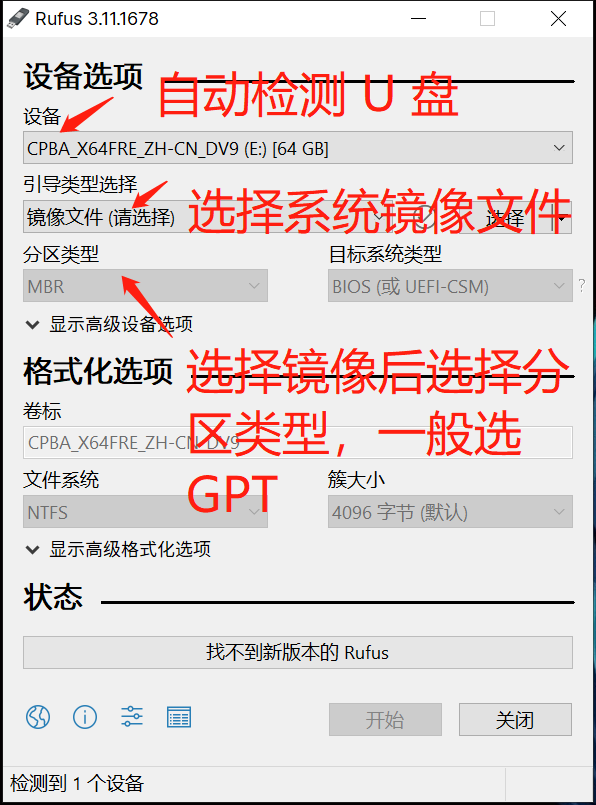 Rufus 3.11.1678
设备选项
自动检测 U 盘
设备
CPBA_X64FRE_ZH-CN_DV9 (E:) [64 GB]
引导类型选择
镜像文件 (请选择)
选择
选择系统镜像文件
分区类型
目标系统类型
MBR
BIOS (或 UEFI-CSM)
?
显示高级设备选项
格式化选项
选择镜像后选择分
区类型，一般选
GPT
卷标
CPBA_X64FRE_ZH-CN_DV9
文件系统
簇大小
NTFS
4096 字节 (默认)
显示高级格式化选项
状态
找不到新版本的 Rufus
开始
关闭
检测到 1 个设备